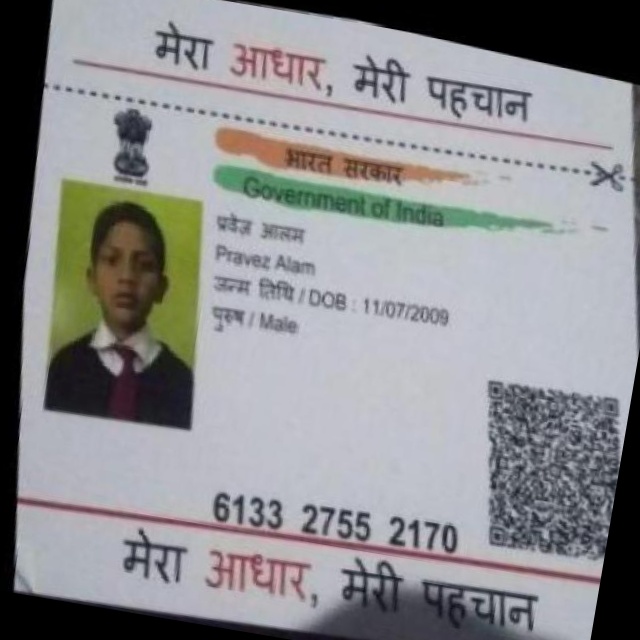 मेरा आधार, मेरी पहचान
भारत सरकार
Government of India
प्रवेज आलम
Pravez Alam
जन्म तिथि / DOB : 11/07/2009
पुरुष / Male
6133 2755 2170
मेरा आधार, मेरी पहचान